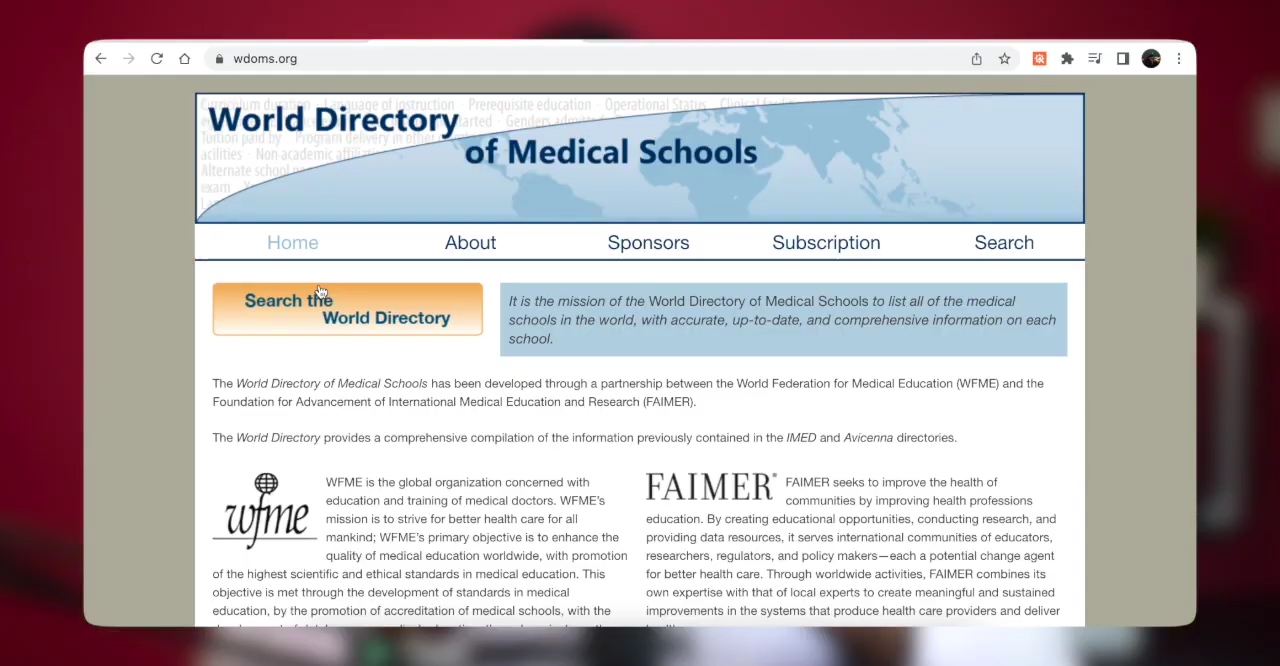 wdoms.org
World Directory
of Medical Schools
Home About Sponsors Subscription Search
Search the
World Directory
It is the mission of the World Directory of Medical Schools to list all of the medical
schools in the world, with accurate, up-to-date, and comprehensive information on each
school.
The World Directory of Medical Schools has been developed through a partnership between the World Federation for Medical Education (WFME) and the
Foundation for Advancement of International Medical Education and Research (FAIMER).
The World Directory provides a comprehensive compilation of the information previously contained in the IMED and Avicenna directories.
wfme
WFME is the global organization concerned with
education and training of medical doctors. WFME's
mission is to strive for better health care for all
mankind; WFME's primary objective is to enhance the
quality of medical education worldwide, with promotion
of the highest scientific and ethical standards in medical education. This
objective is met through the development of standards in medical
education, by the promotion of accreditation of medical schools, with the
FAIMER®
FAIMER seeks to improve the health of
communities by improving health professions
education. By creating educational opportunities, conducting research, and
providing data resources, it serves international communities of educators,
researchers, regulators, and policy makers—each a potential change agent
for better health care. Through worldwide activities, FAIMER combines its
own expertise with that of local experts to create meaningful and sustained
improvements in the systems that produce health care providers and deliver